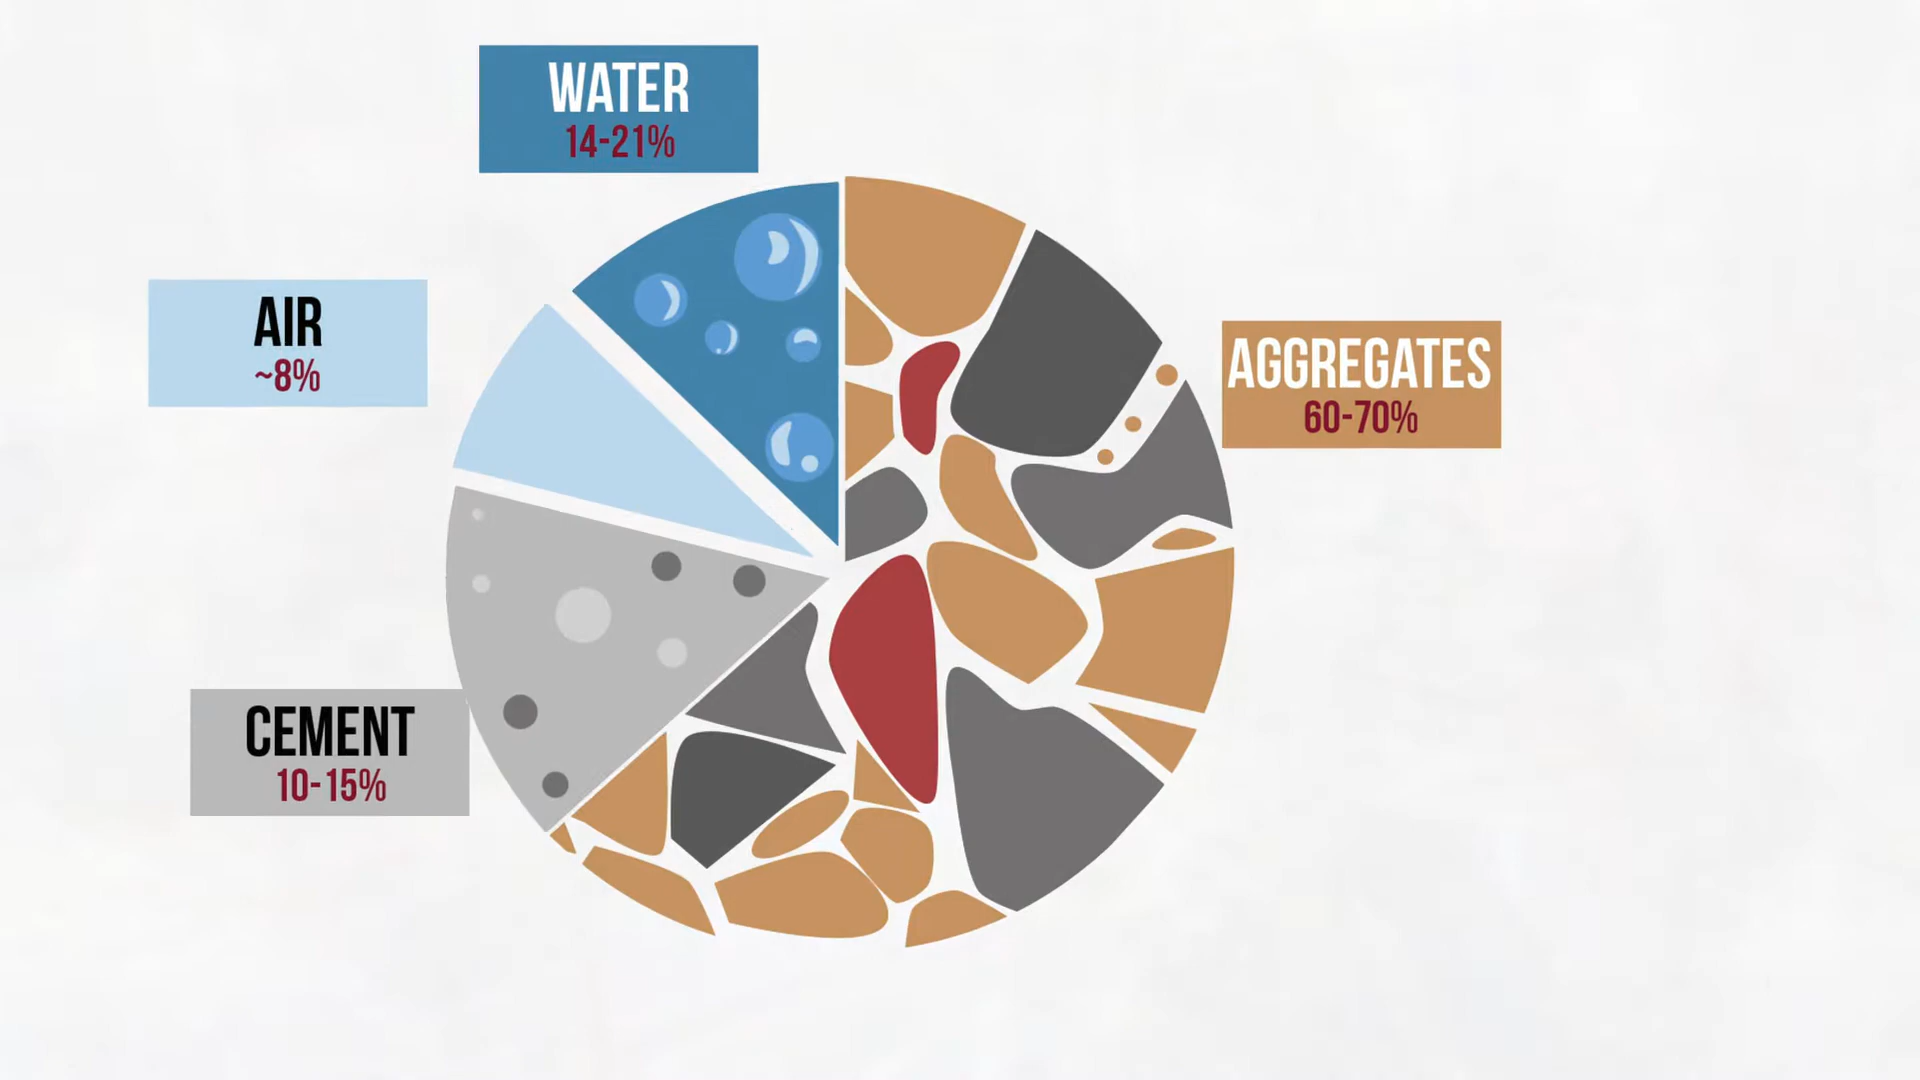 WATER
14-21%
AIR
~8%
AGGREGATES
60-70%
CEMENT
10-15%